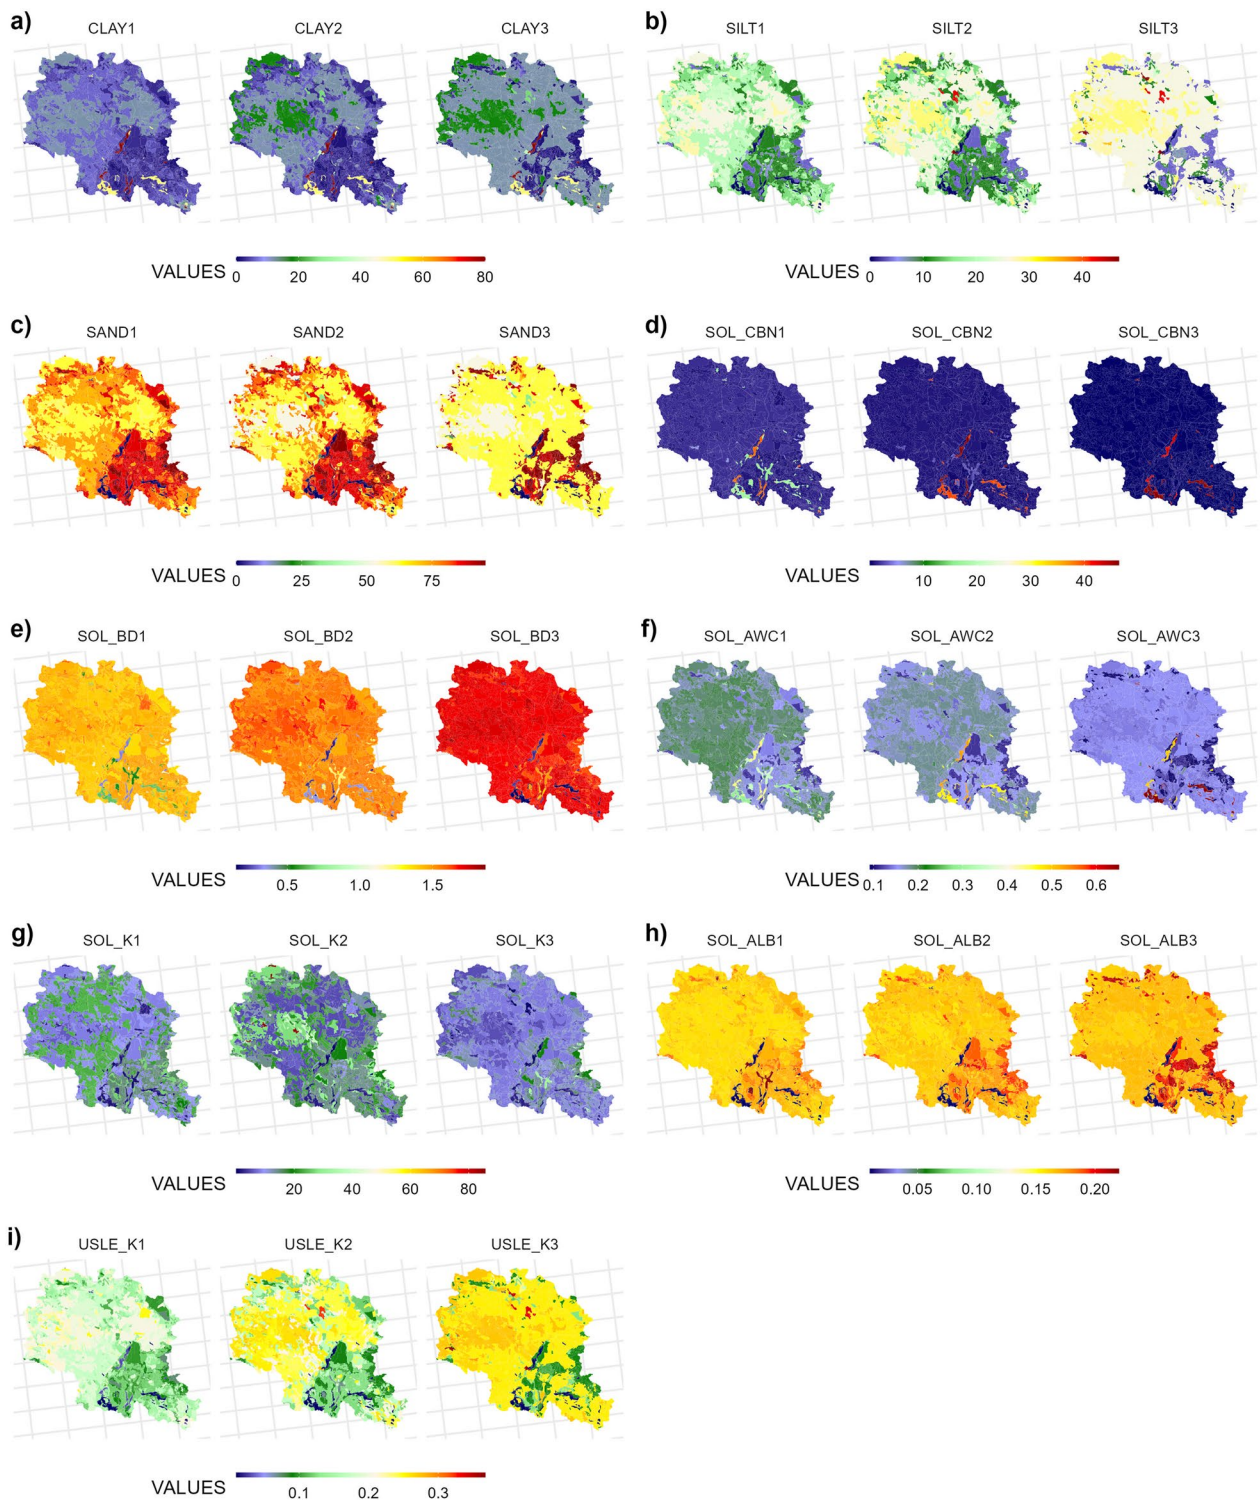 a)
CLAY1 CLAY2 CLAY3
VALUES
0 20 40 60 80
b)
SILT1 SILT2 SILT3
VALUES
0 10 20 30 40
c)
SAND1 SAND2 SAND3
VALUES
0 25 50 75
d)
SOL_CBN1 SOL_CBN2 SOL_CBN3
VALUES
10 20 30 40
e)
SOL_BD1 SOL_BD2 SOL_BD3
VALUES
0.5 1.0 1.5
f)
SOL_AWC1 SOL_AWC2 SOL_AWC3
VALUES
0.1 0.2 0.3 0.4 0.5 0.6
g)
SOL_K1 SOL_K2 SOL_K3
VALUES
20 40 60 80
h)
SOL_ALB1 SOL_ALB2 SOL_ALB3
VALUES
0.05 0.10 0.15 0.20
i)
USLE_K1 USLE_K2 USLE_K3
VALUES
0.1 0.2 0.3